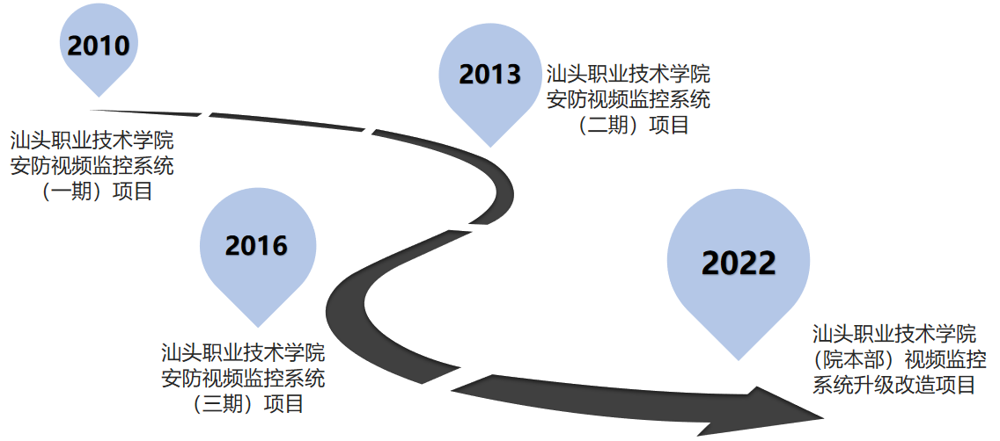 2010
汕头职业技术学院
安防视频监控系统
（一期）项目
2013
汕头职业技术学院
安防视频监控系统
（二期）项目
2016
汕头职业技术学院
安防视频监控系统
（三期）项目
2022
汕头职业技术学院
（院本部）视频监控
系统升级改造项目